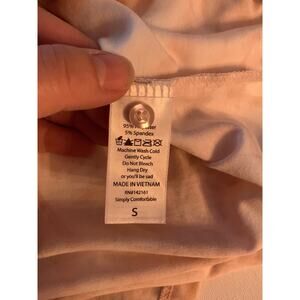 95%
5% Spandex
Machine Wash Cold
Gently Cycle
Do Not Bleach
Hang Dry
or you'll be sad
MADE IN VIETNAM
RN#142161
Simply Comfortable
S